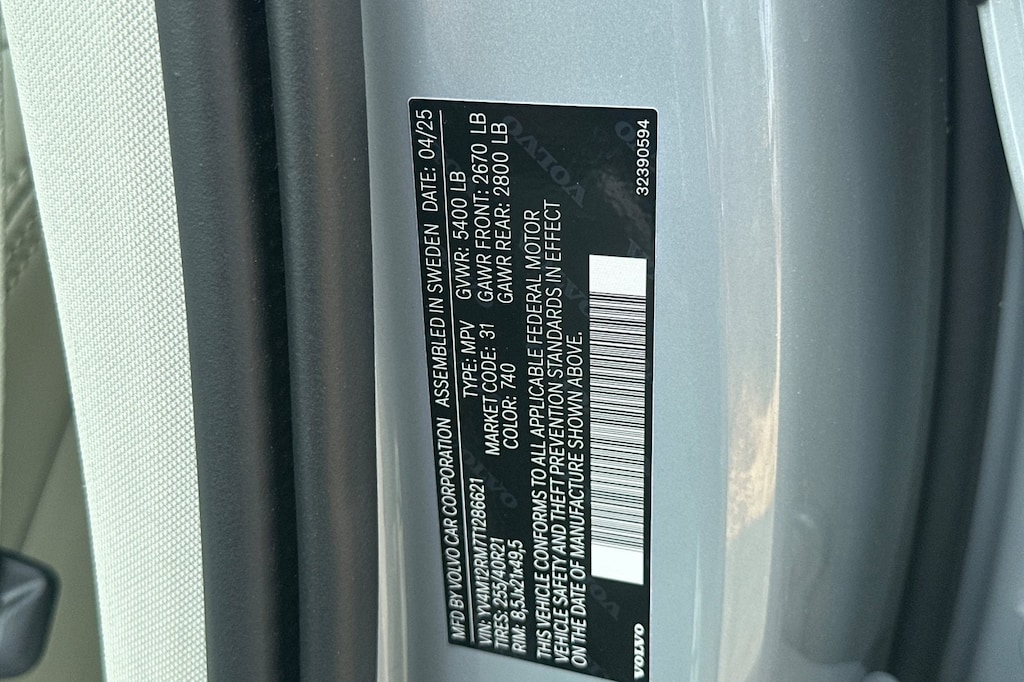 MFD BY VOLVO CAR CORPORATION ASSEMBLED IN SWEDEN DATE: 04/25
VIN: YV4M12RM7T1286621 TYPE: MPV GVWR: 5400 LB
TIRES: 255/40R21 MARKET CODE: 31 GAWR FRONT: 2670 LB
RIM: 8,5Jx21x49,5 COLOR: 740 GAWR REAR: 2800 LB
THIS VEHICLE CONFORMS TO ALL APPLICABLE FEDERAL MOTOR
VEHICLE SAFETY AND THEFT PREVENTION STANDARDS IN EFFECT
ON THE DATE OF MANUFACTURE SHOWN ABOVE.
VOLVO 32390594